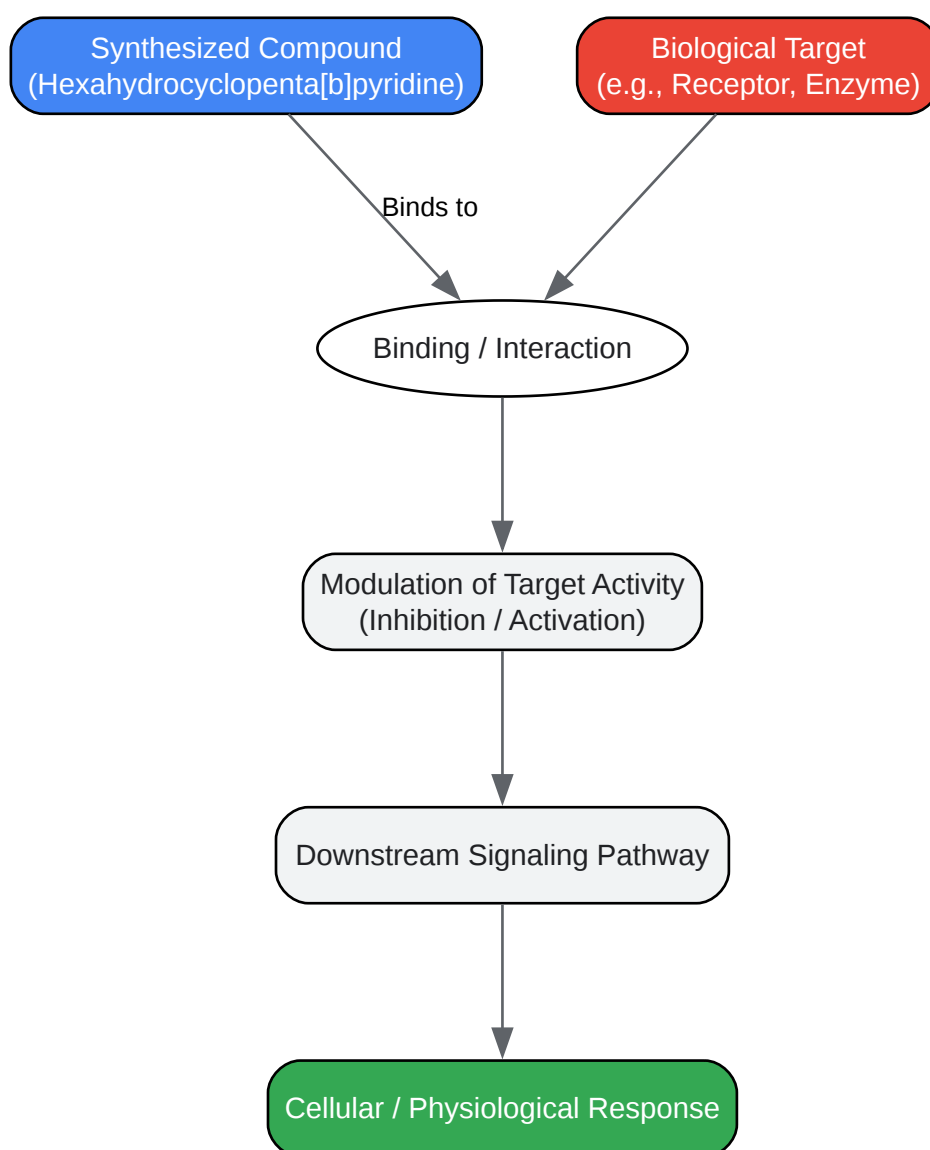 Synthesized Compound
(Hexahydrocyclopenta[b]pyridine)
Biological Target
(e.g., Receptor, Enzyme)
Binds to
Binding / Interaction
Modulation of Target Activity
(Inhibition / Activation)
Downstream Signaling Pathway
Cellular / Physiological Response